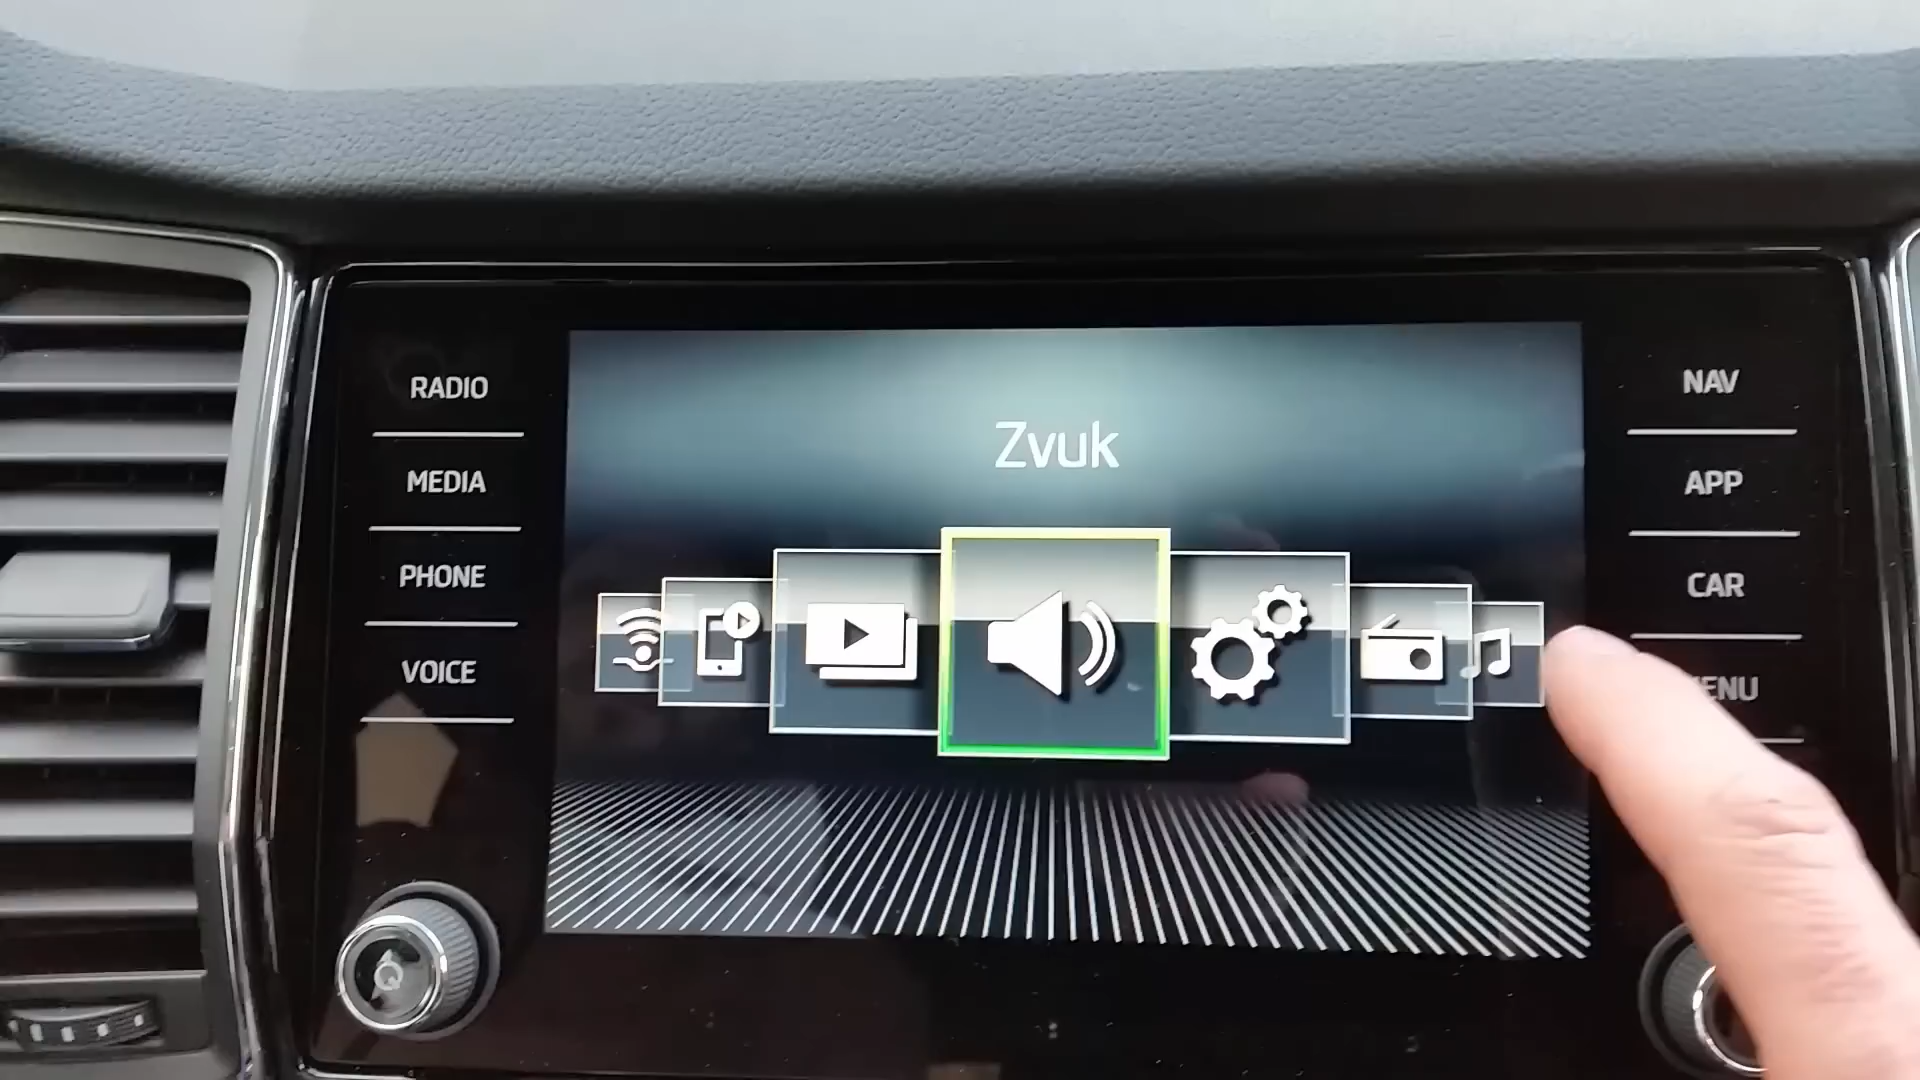 RADIO
MEDIA
PHONE
VOICE
Zvuk
NAV
APP
CAR
MENU